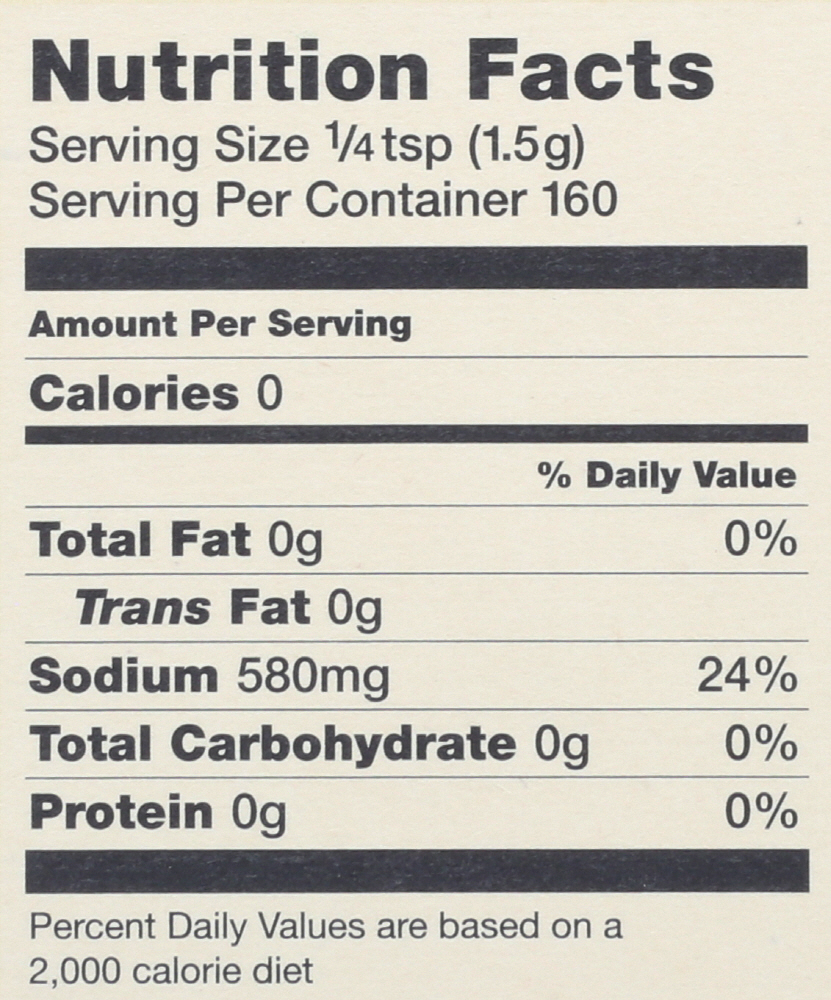 Nutrition Facts
Serving Size 1/4 tsp (1.5g)
Serving Per Container 160
Amount Per Serving
Calories 0
% Daily Value
Total Fat 0g 0%
Trans Fat 0g
Sodium 580mg 24%
Total Carbohydrate 0g 0%
Protein 0g 0%
Percent Daily Values are based on a
2,000 calorie diet